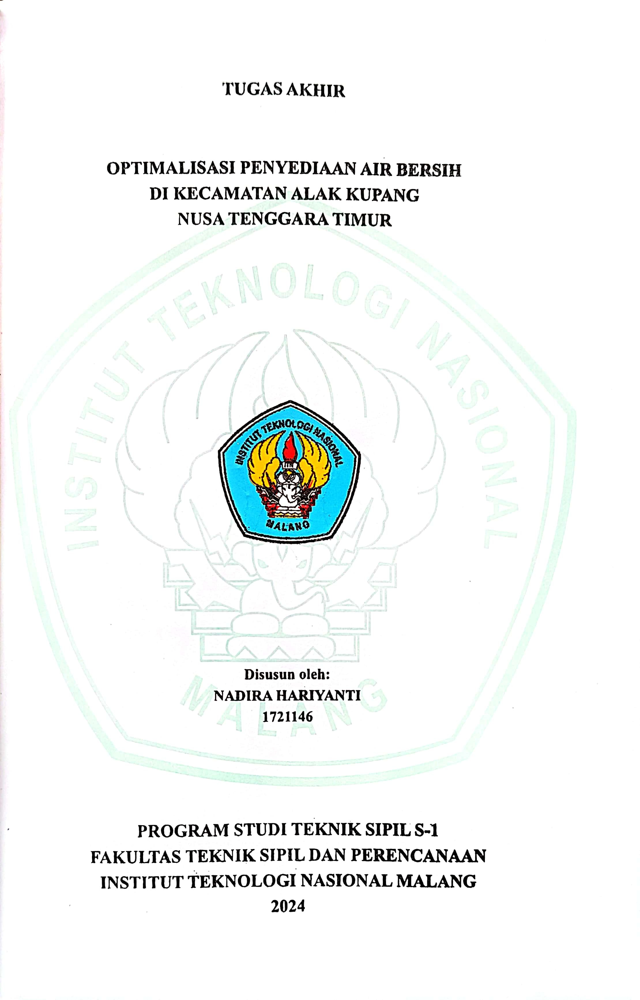 TUGAS AKHIR
OPTIMALISASI PENYEDIAAN AIR BERSIH
DI KECAMATAN ALAK KUPANG
NUSA TENGGARA TIMUR
INSTITUT TEKNOLOGI NASIONAL
INSTITUT TEKNOLOGI NASIONAL
ITN
MALANG
Disusun oleh:
NADIRA HARIYANTI
1721146
MALANG
PROGRAM STUDI TEKNIK SIPIL S-1
FAKULTAS TEKNIK SIPIL DAN PERENCANAAN
INSTITUT TEKNOLOGI NASIONAL MALANG
2024